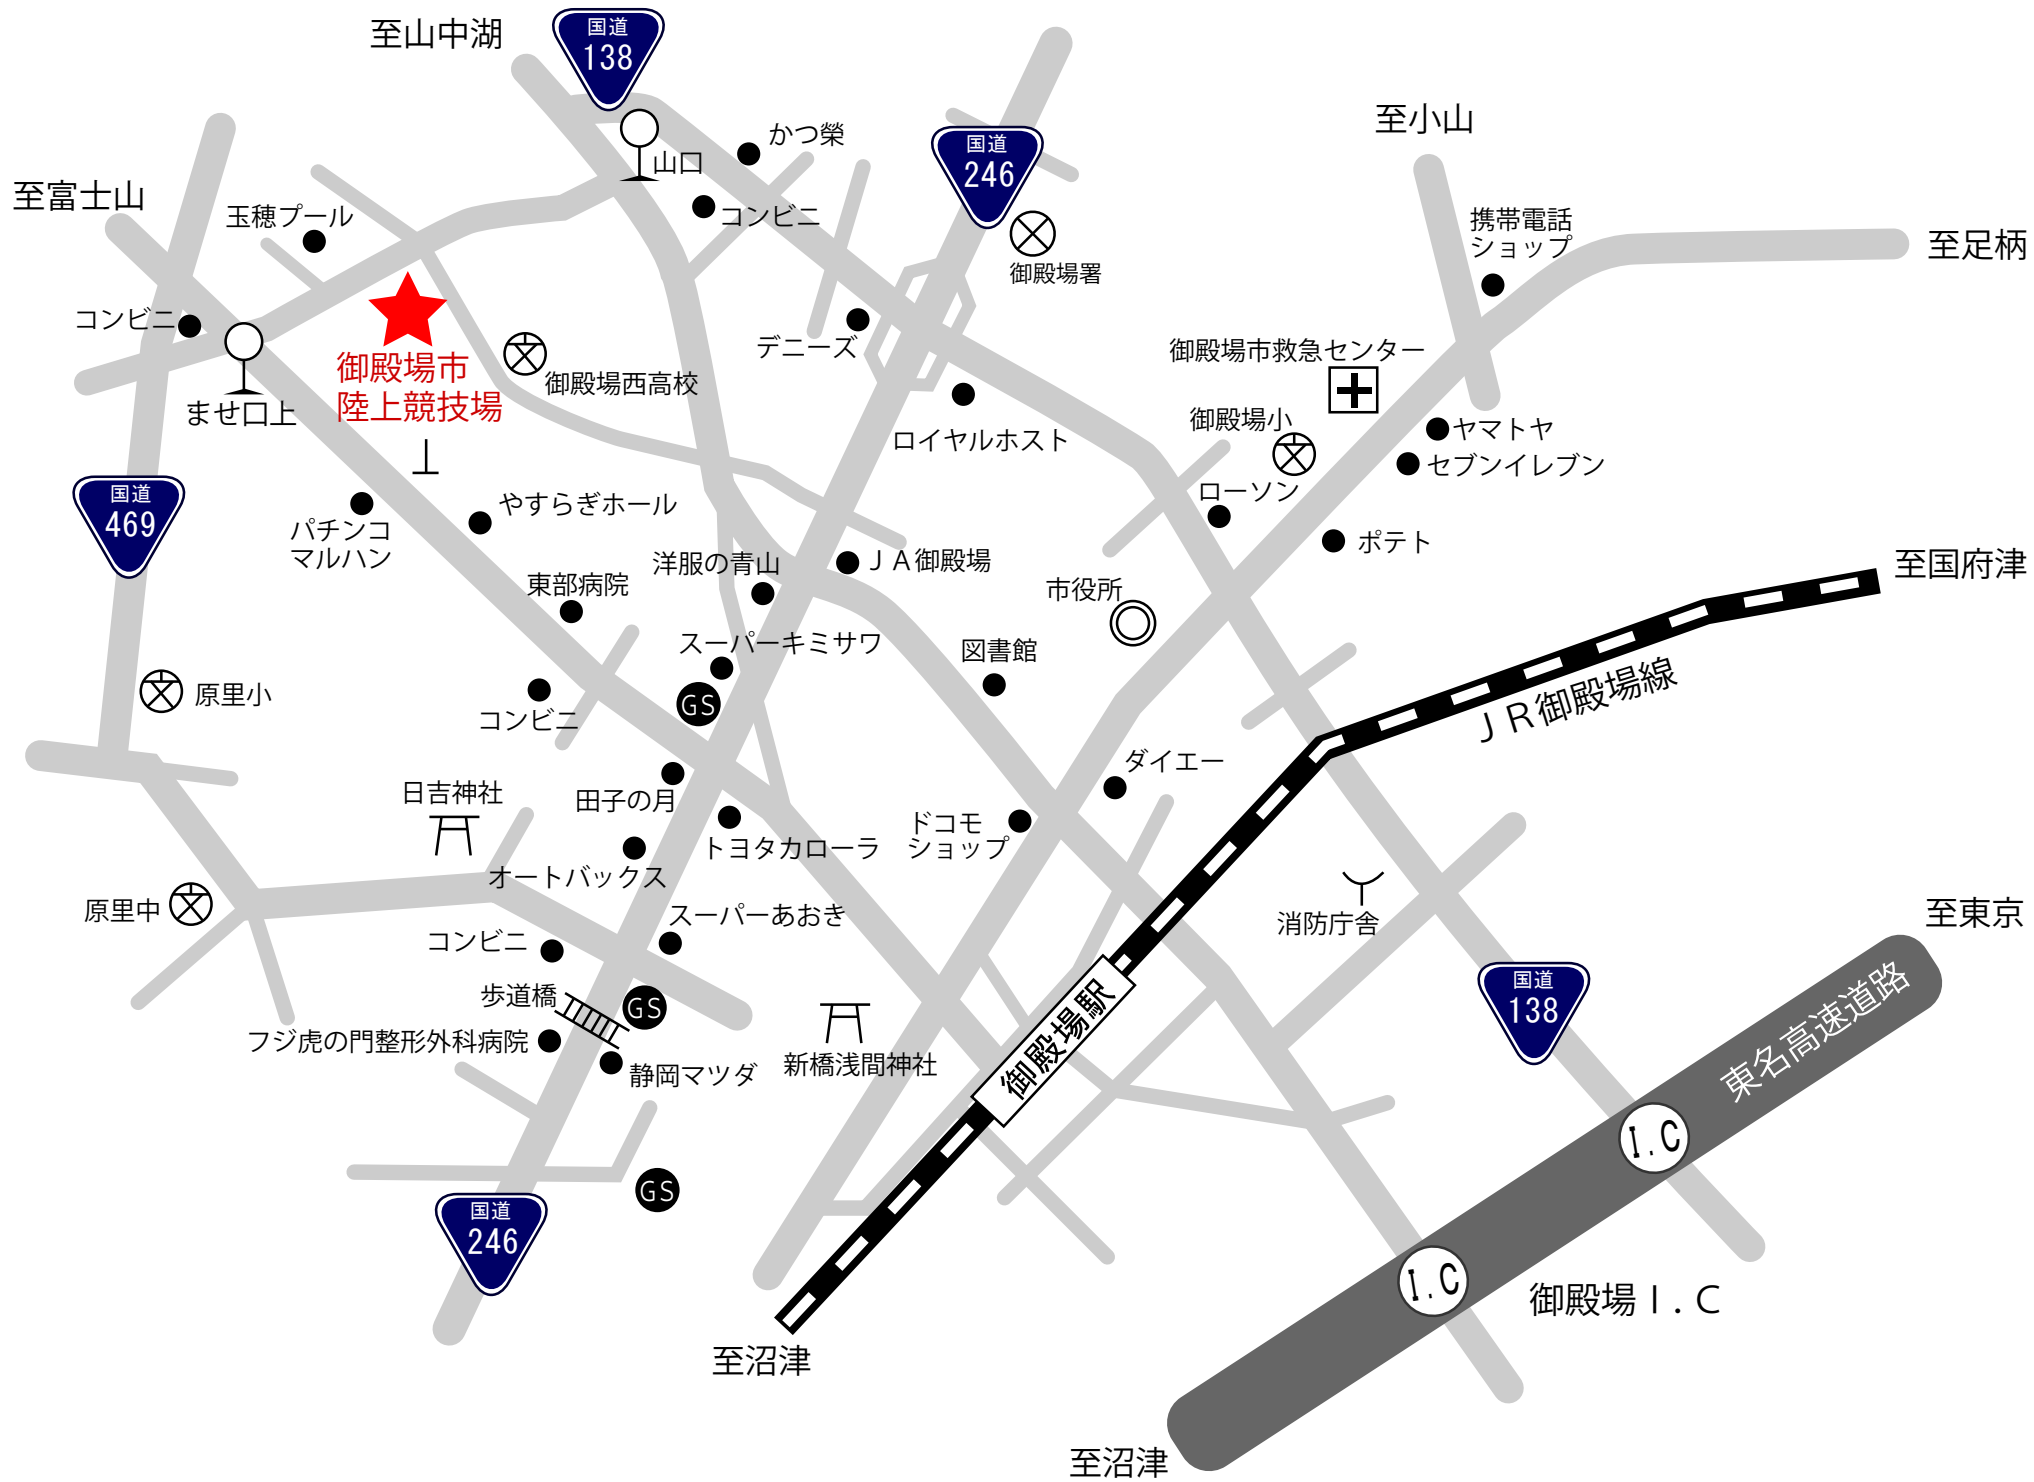 至山中湖
国道
138
かつ榮
山口
コンビニ
国道
246
御殿場署
至小山
携帯電話
ショップ
至足柄
至富士山
玉穂プール
コンビニ
ませ口上
御殿場市
陸上競技場
御殿場西高校
デニーズ
ロイヤルホスト
御殿場市救急センター
御殿場小
ローソン
ヤマトヤ
セブンイレブン
ポテト
国道
469
パチンコ
マルハン
やすらぎホール
洋服の青山
ＪＡ御殿場
東部病院
スーパーキミサワ
GS
市役所
図書館
至国府津
ＪＲ御殿場線
原里小
コンビニ
田子の月
トヨタカローラ
オートバックス
日吉神社
ダイエー
ドコモ
ショップ
消防庁舎
原里中
コンビニ
スーパーあおき
歩道橋
GS
フジ虎の門整形外科病院
静岡マツダ
新橋浅間神社
御殿場駅
国道
138
至東京
東名高速道路
I.C
I.C
御殿場Ｉ.Ｃ
GS
国道
246
至沼津
至沼津